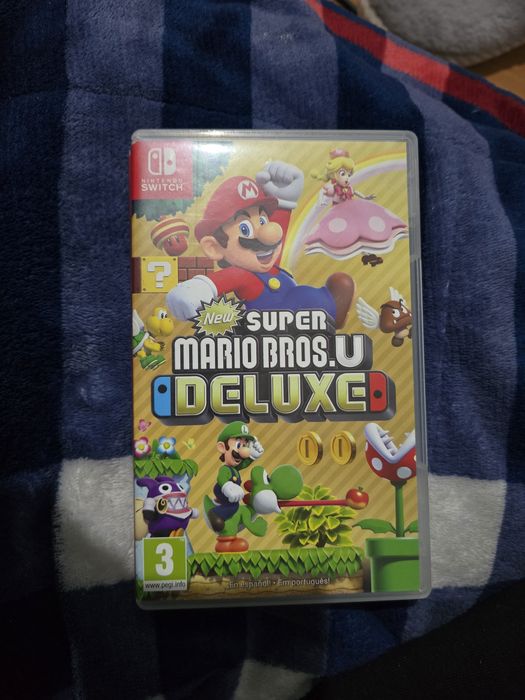 NINTENDO
SWITCH
M
?
New SUPER
MARIO BROS.U
DELUXE
3
www.pegi.info
¡En español! • Em português!